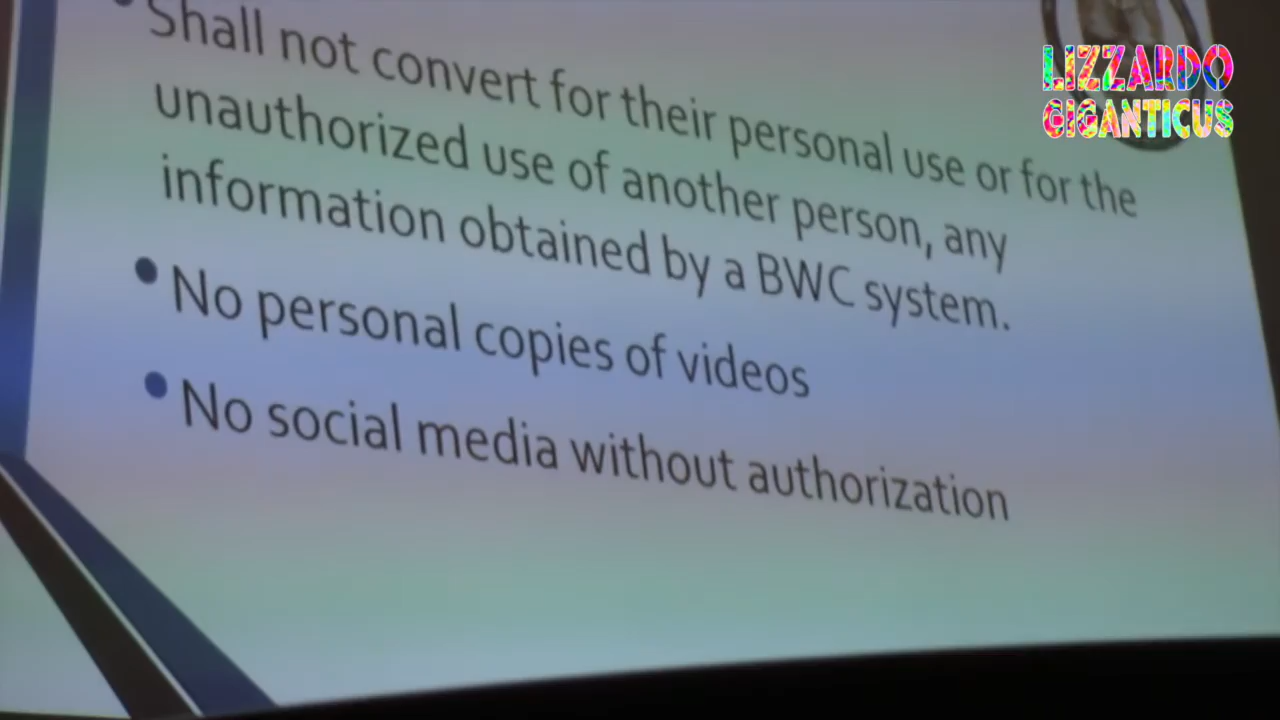 • Shall not convert for their personal use or for the
unauthorized use of another person, any
information obtained by a BWC system.
• No personal copies of videos
• No social media without authorization
LIZZARDO
GIGANTICUS